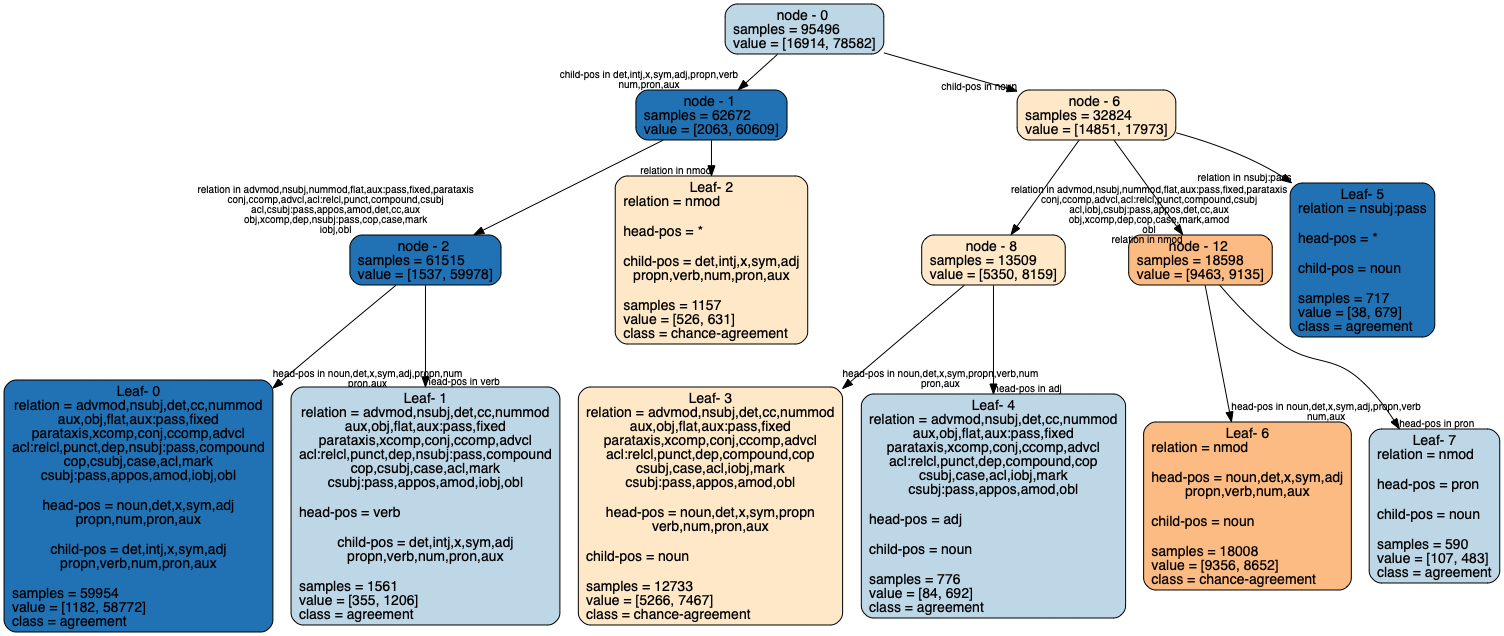 node - 0
samples = 95496
value = [16914, 78582]
child-pos in det,intj,x,sym,adj,propn,verb
num,pron,aux
child-pos in noun
node - 1
samples = 62672
value = [2063, 60609]
node - 6
samples = 32824
value = [14851, 17973]
relation in advmod,nsubj,nummod,flat,aux:pass,fixed,parataxis
conj,ccomp,advcl,acl:relcl,punct,compound,csubj
acl,csubj:pass,appos,amod,det,cc,aux
obj,xcomp,dep,nsubj:pass,cop,case,mark
iobj,obl
relation in nmod
relation in advmod,nsubj,nummod,flat,aux:pass,fixed,parataxis
conj,ccomp,advcl,acl:relcl,punct,compound,csubj
acl,iobj,csubj:pass,appos,det,cc,aux
obj,xcomp,dep,cop,case,mark,amod
obl
relation in nmod
relation in nsubj:pass
node - 2
samples = 61515
value = [1537, 59978]
Leaf- 2
relation = nmod
head-pos = *
child-pos = det,intj,x,sym,adj
propn,verb,num,pron,aux
samples = 1157
value = [526, 631]
class = chance-agreement
node - 8
samples = 13509
value = [5350, 8159]
node - 12
samples = 18598
value = [9463, 9135]
Leaf- 5
relation = nsubj:pass
head-pos = *
child-pos = noun
samples = 717
value = [38, 679]
class = agreement
head-pos in noun,det,x,sym,adj,propn,num
pron,aux
head-pos in verb
head-pos in noun,det,x,sym,propn,verb,num
pron,aux
head-pos in adj
head-pos in noun,det,x,sym,adj,propn,verb
num,aux
head-pos in pron
Leaf- 0
relation = advmod,nsubj,det,cc,nummod
aux,obj,flat,aux:pass,fixed
parataxis,xcomp,conj,ccomp,advcl
acl:relcl,punct,dep,nsubj:pass,compound
cop,csubj,case,acl,mark
csubj:pass,appos,amod,iobj,obl
head-pos = noun,det,x,sym,adj
propn,num,pron,aux
child-pos = det,intj,x,sym,adj
propn,verb,num,pron,aux
samples = 59954
value = [1182, 58772]
class = agreement
Leaf- 1
relation = advmod,nsubj,det,cc,nummod
aux,obj,flat,aux:pass,fixed
parataxis,xcomp,conj,ccomp,advcl
acl:relcl,punct,dep,nsubj:pass,compound
cop,csubj,case,acl,mark
csubj:pass,appos,amod,iobj,obl
head-pos = verb
child-pos = det,intj,x,sym,adj
propn,verb,num,pron,aux
samples = 1561
value = [355, 1206]
class = agreement
Leaf- 3
relation = advmod,nsubj,det,cc,nummod
aux,obj,flat,aux:pass,fixed
parataxis,xcomp,conj,ccomp,advcl
acl:relcl,punct,dep,compound,cop
csubj,case,acl,iobj,mark
csubj:pass,appos,amod,obl
head-pos = noun,det,x,sym,propn
verb,num,pron,aux
child-pos = noun
samples = 12733
value = [5266, 7467]
class = chance-agreement
Leaf- 4
relation = advmod,nsubj,det,cc,nummod
aux,obj,flat,aux:pass,fixed
parataxis,xcomp,conj,ccomp,advcl
acl:relcl,punct,dep,compound,cop
csubj,case,acl,iobj,mark
csubj:pass,appos,amod,obl
head-pos = adj
child-pos = noun
samples = 776
value = [84, 692]
class = agreement
Leaf- 6
relation = nmod
head-pos = noun,det,x,sym,adj
propn,verb,num,aux
child-pos = noun
samples = 18008
value = [9356, 8652]
class = chance-agreement
Leaf- 7
relation = nmod
head-pos = pron
child-pos = noun
samples = 590
value = [107, 483]
class = agreement